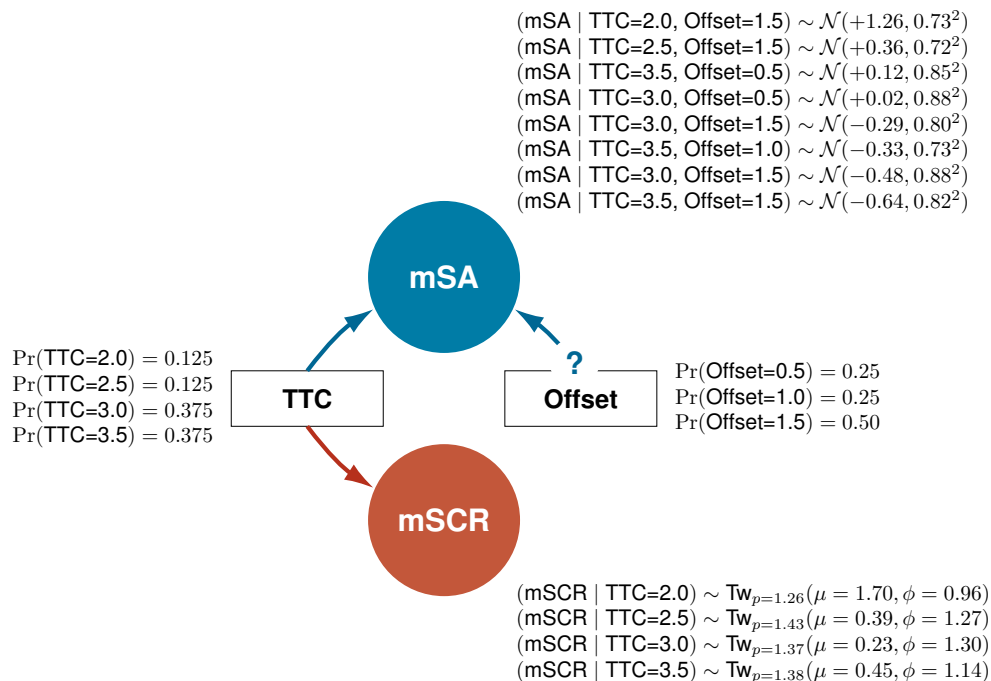 (mSA | TTC=2.0, Offset=1.5) ∼ 𝒩(+1.26, 0.73²)
(mSA | TTC=2.5, Offset=1.5) ∼ 𝒩(+0.36, 0.72²)
(mSA | TTC=3.5, Offset=0.5) ∼ 𝒩(+0.12, 0.85²)
(mSA | TTC=3.0, Offset=0.5) ∼ 𝒩(+0.02, 0.88²)
(mSA | TTC=3.0, Offset=1.5) ∼ 𝒩(−0.29, 0.80²)
(mSA | TTC=3.5, Offset=1.0) ∼ 𝒩(−0.33, 0.73²)
(mSA | TTC=3.0, Offset=1.5) ∼ 𝒩(−0.48, 0.88²)
(mSA | TTC=3.5, Offset=1.5) ∼ 𝒩(−0.64, 0.82²)
mSA
Pr(TTC=2.0) = 0.125
Pr(TTC=2.5) = 0.125
Pr(TTC=3.0) = 0.375
Pr(TTC=3.5) = 0.375
TTC
?
Offset
Pr(Offset=0.5) = 0.25
Pr(Offset=1.0) = 0.25
Pr(Offset=1.5) = 0.50
mSCR
(mSCR | TTC=2.0) ∼ Tw_{p=1.26}(μ = 1.70, ϕ = 0.96)
(mSCR | TTC=2.5) ∼ Tw_{p=1.43}(μ = 0.39, ϕ = 1.27)
(mSCR | TTC=3.0) ∼ Tw_{p=1.37}(μ = 0.23, ϕ = 1.30)
(mSCR | TTC=3.5) ∼ Tw_{p=1.38}(μ = 0.45, ϕ = 1.14)